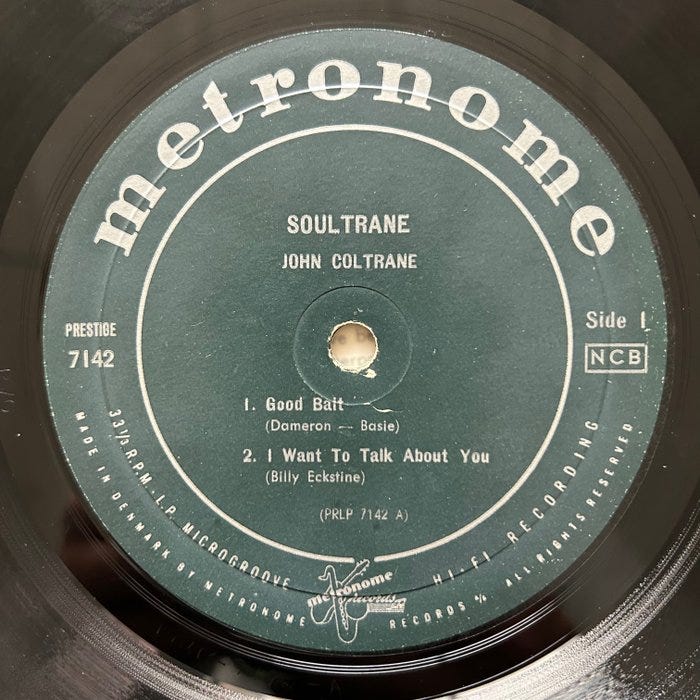 metronome
SOULTRANE
JOHN COLTRANE
PRESTIGE
7142
Side 1
NCB
1. Good Bait
(Dameron — Basie)
2. I Want To Talk About You
(Billy Eckstine)
(PRLP 7142 A)
33 1/3 R.P.M. L.P. MICROGROOVE
HI-FI RECORDING
MADE IN DENMARK BY METRONOME RECORDS A/S ALL RIGHTS RESERVED
metronome
records